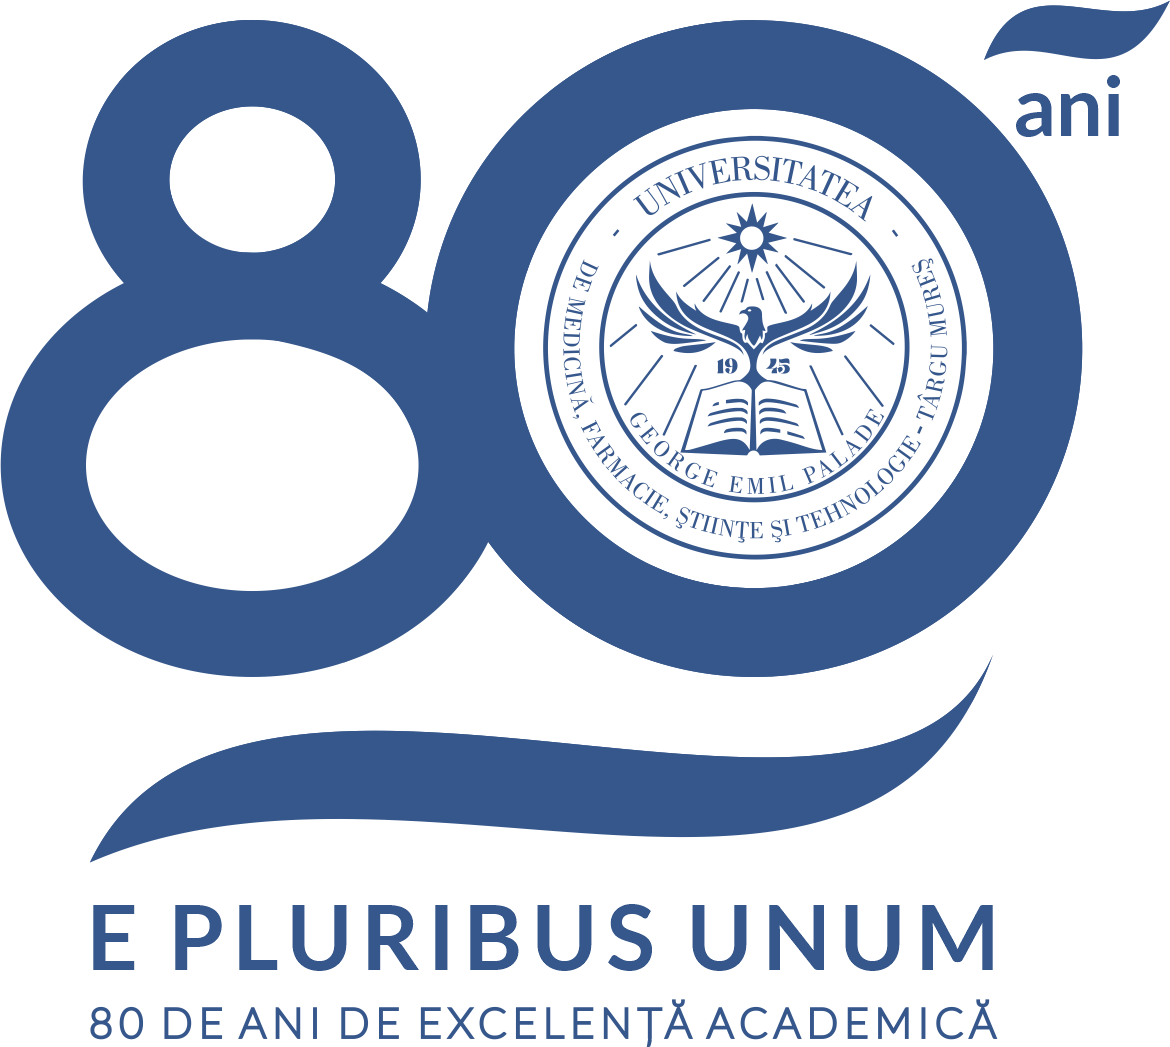 80
ani
- UNIVERSITATEA -
DE MEDICINĂ, FARMACIE, ŞTIINŢE ŞI TEHNOLOGIE - TÂRGU MUREŞ
19 45
GEORGE EMIL PALADE
E PLURIBUS UNUM
80 DE ANI DE EXCELENȚĂ ACADEMICĂ